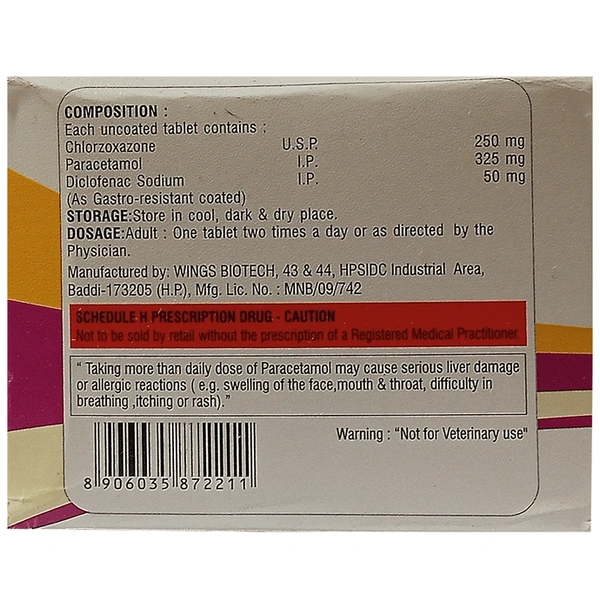 COMPOSITION :
Each uncoated tablet contains :
Chlorzoxazone U.S.P. 250 mg
Paracetamol I.P. 325 mg
Diclofenac Sodium I.P. 50 mg
(As Gastro-resistant coated)
STORAGE:Store in cool, dark & dry place.
DOSAGE:Adult : One tablet two times a day or as directed by the
Physician.
Manufactured by: WINGS BIOTECH, 43 & 44, HPSIDC Industrial Area,
Baddi-173205 (H.P.), Mfg. Lic. No. : MNB/09/742
SCHEDULE H PRESCRIPTION DRUG - CAUTION
Not to be sold by retail without the prescription of a Registered Medical Practitioner.
" Taking more than daily dose of Paracetamol may cause serious liver damage
or allergic reactions ( e.g. swelling of the face,mouth & throat, difficulty in
breathing ,itching or rash)."
Warning : "Not for Veterinary use"
8 906035 872211